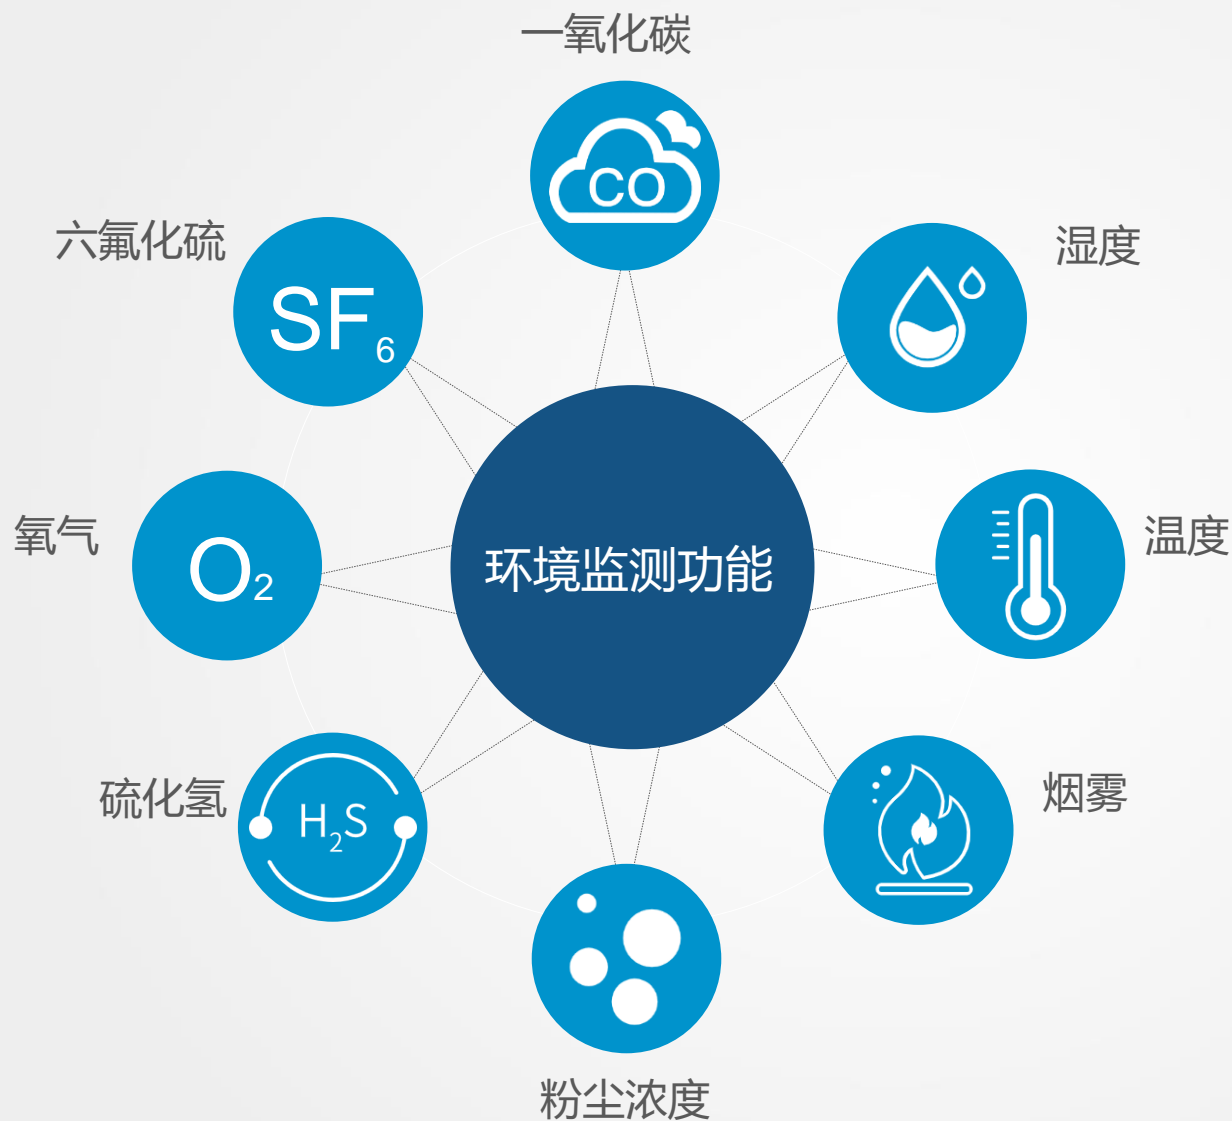 一氧化碳
CO
六氟化硫
SF₆
湿度
氧气
O₂
环境监测功能
温度
硫化氢
H₂S
烟雾
粉尘浓度